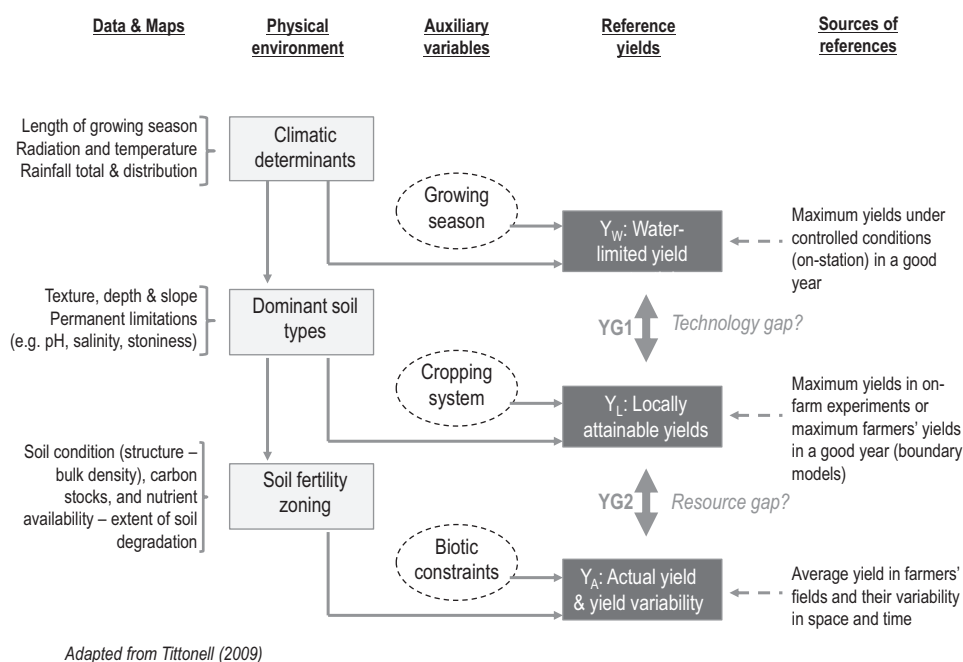 Data & Maps
Physical
environment
Auxiliary
variables
Reference
yields
Sources of
references
Length of growing season
Radiation and temperature
Rainfall total & distribution
Climatic
determinants
Growing
season
Y_W: Water-
limited yield
Maximum yields under
controlled conditions
(on-station) in a good
year
YG1
Technology gap?
Texture, depth & slope
Permanent limitations
(e.g. pH, salinity, stoniness)
Dominant soil
types
Cropping
system
Y_L: Locally
attainable yields
Maximum yields in on-
farm experiments or
maximum farmers' yields
in a good year (boundary
models)
YG2
Resource gap?
Soil condition (structure –
bulk density), carbon
stocks, and nutrient
availability – extent of soil
degradation
Soil fertility
zoning
Biotic
constraints
Y_A: Actual yield
& yield variability
Average yield in farmers'
fields and their variability
in space and time
Adapted from Tittonell (2009)